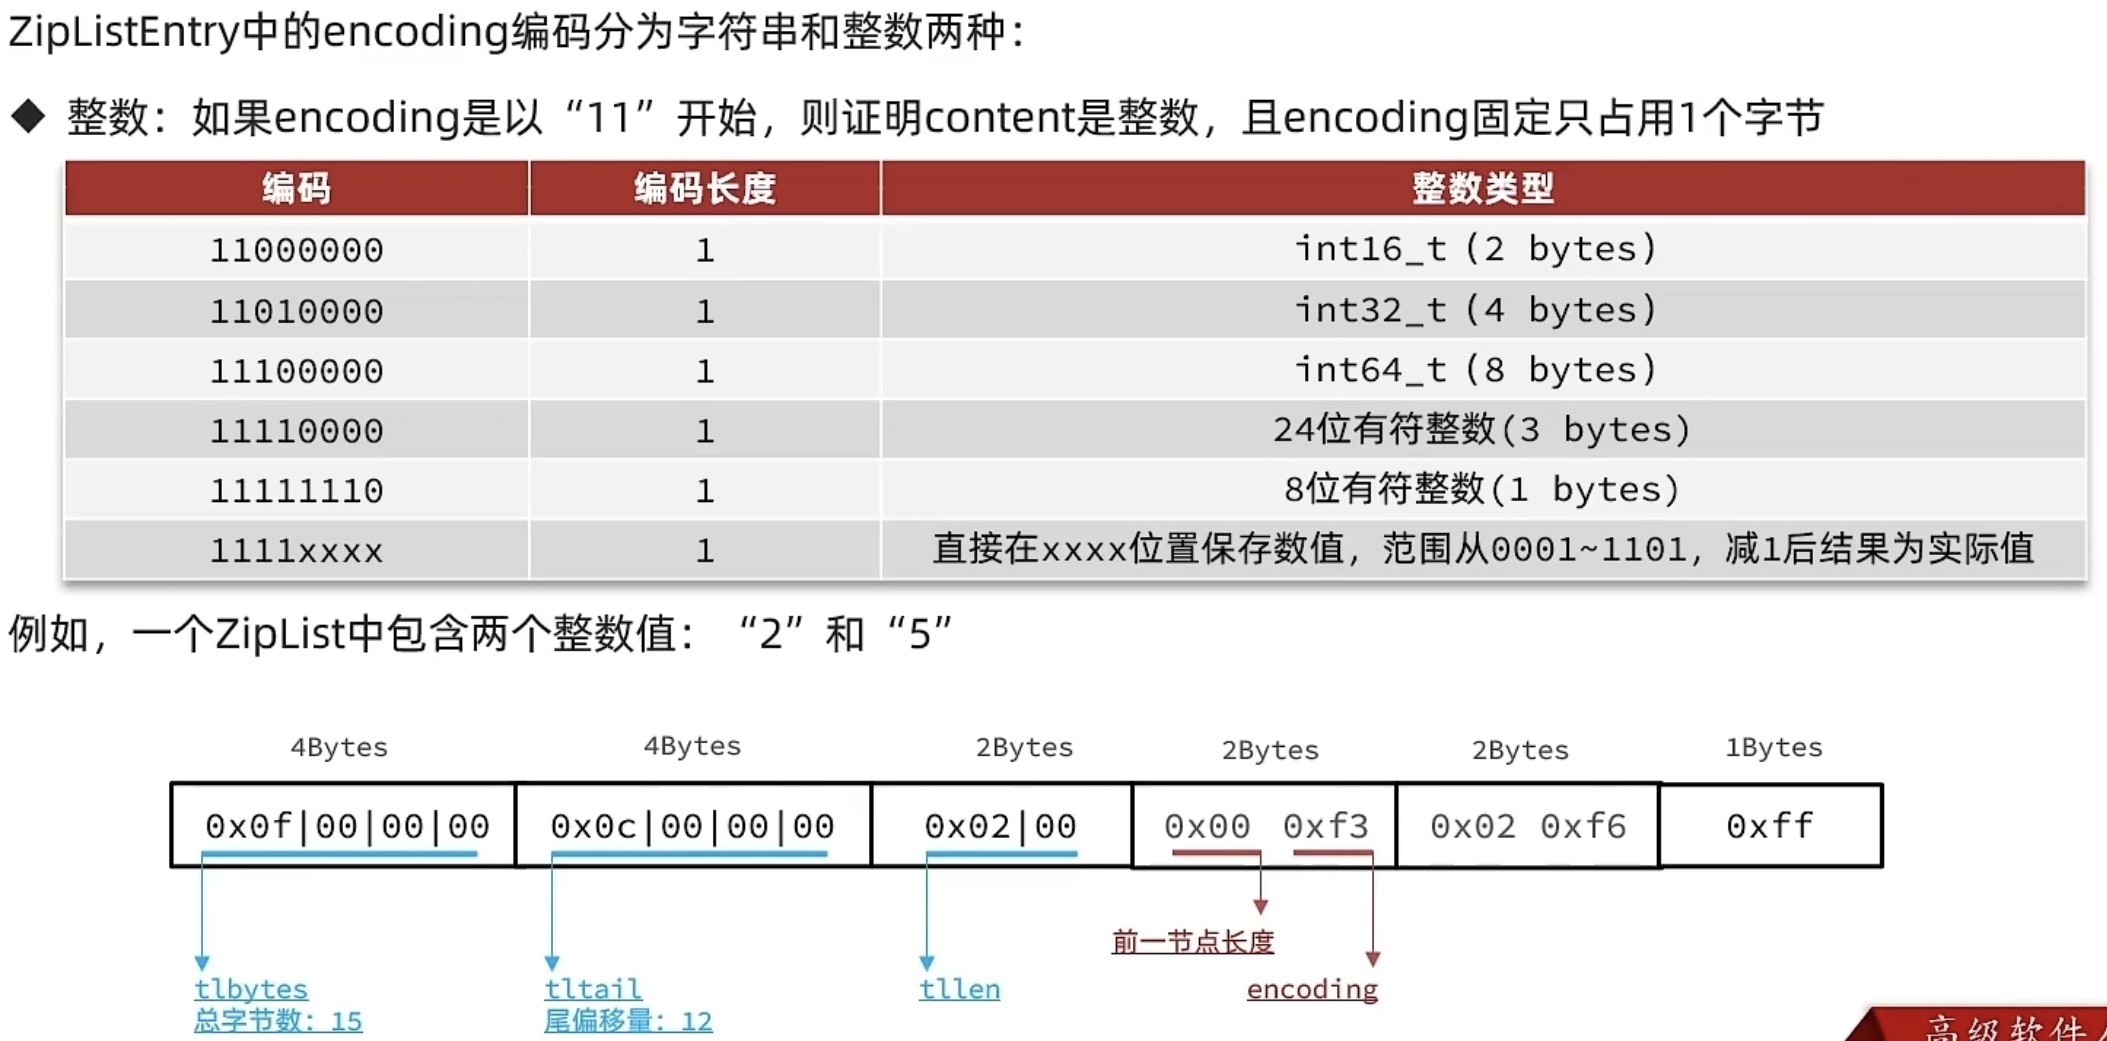 ZipListEntry中的encoding编码分为字符串和整数两种：
◆ 整数：如果encoding是以“11”开始，则证明content是整数，且encoding固定只占用1个字节
编码 编码长度 整数类型
11000000 1 int16_t (2 bytes)
11010000 1 int32_t (4 bytes)
11100000 1 int64_t (8 bytes)
11110000 1 24位有符整数(3 bytes)
11111110 1 8位有符整数(1 bytes)
1111xxxx 1 直接在xxxx位置保存数值，范围从0001~1101，减1后结果为实际值
例如，一个ZipList中包含两个整数值：“2”和“5”
4Bytes 4Bytes 2Bytes 2Bytes 2Bytes 1Bytes
0x0f|00|00|00 0x0c|00|00|00 0x02|00 0x00 0xf3 0x02 0xf6 0xff
前一节点长度
tlbytes tltail tllen encoding
总字节数：15 尾偏移量：12
高级软件人